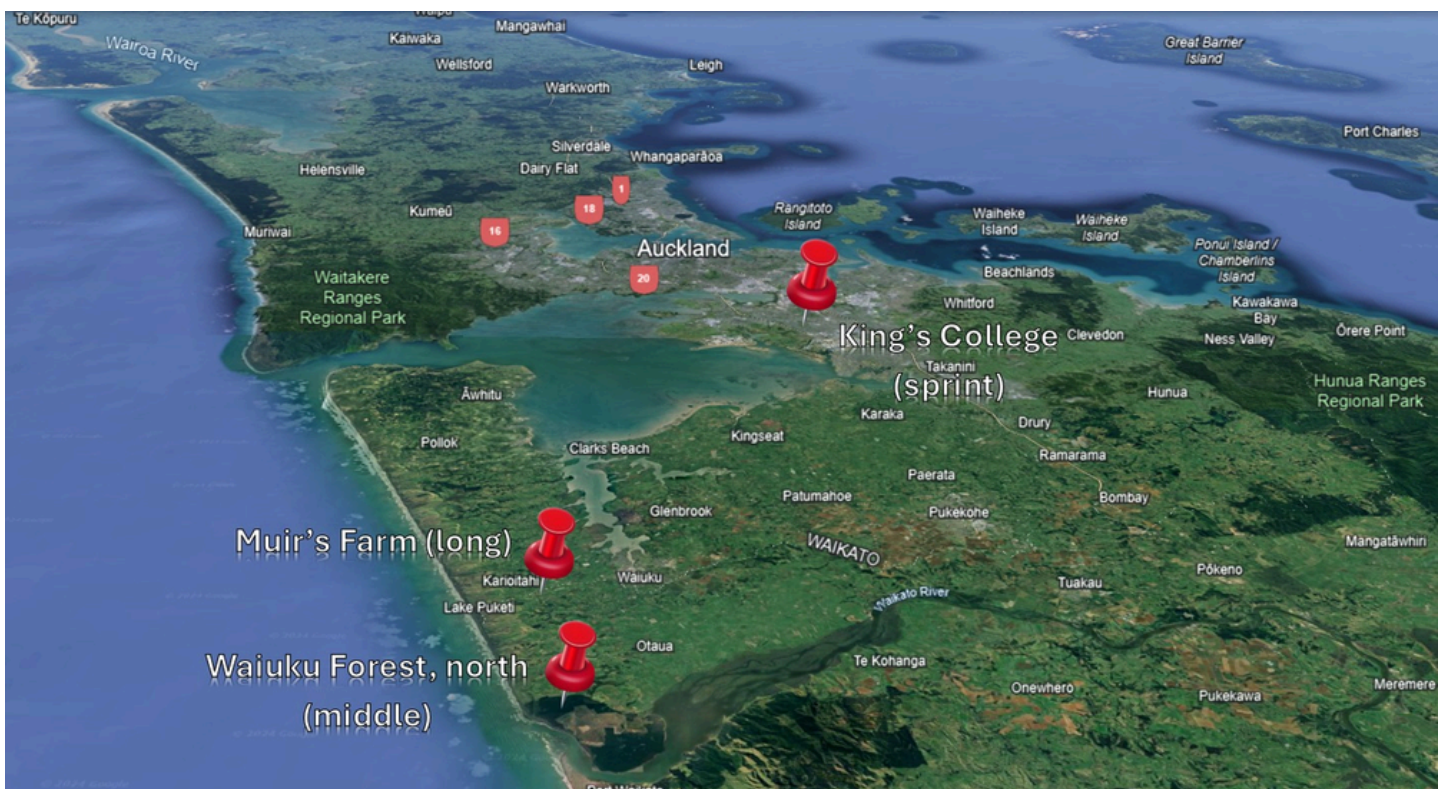 Te Kōpuru
Waipu
Mangawhai
Kaiwaka
Wairoa River
Wellsford
Leigh
Great Barrier
Island
Warkworth
Port Charles
Silverdale
Whangaparāoa
Dairy Flat
Helensville
1
18
Kumeū
16
Rangitoto
Island
Waiheke
Island
Waiheke
Island
Muriwai
Auckland
Ponui Island /
Chamberlins
Island
Waitakere
Ranges
Regional Park
20
Beachlands
Whitford
Kawakawa
Bay
King's College
(sprint)
Clevedon
Ness Valley
Ōrere Point
Takanini
Hunua
Hunua Ranges
Regional Park
Āwhitu
Karaka
Drury
Pollok
Clarks Beach
Kingseat
Ramarama
Paerata
Patumahoe
Bombay
Glenbrook
Pukekohe
Muir's Farm (long)
WAIKATO
Mangatāwhiri
Karioitahi
Waiuku
Pōkeno
Tuakau
Lake Puketi
Waikato River
Otaua
Waiuku Forest, north
(middle)
Te Kohanga
Onewhero
Pukekawa
Meremere
Port Waikato